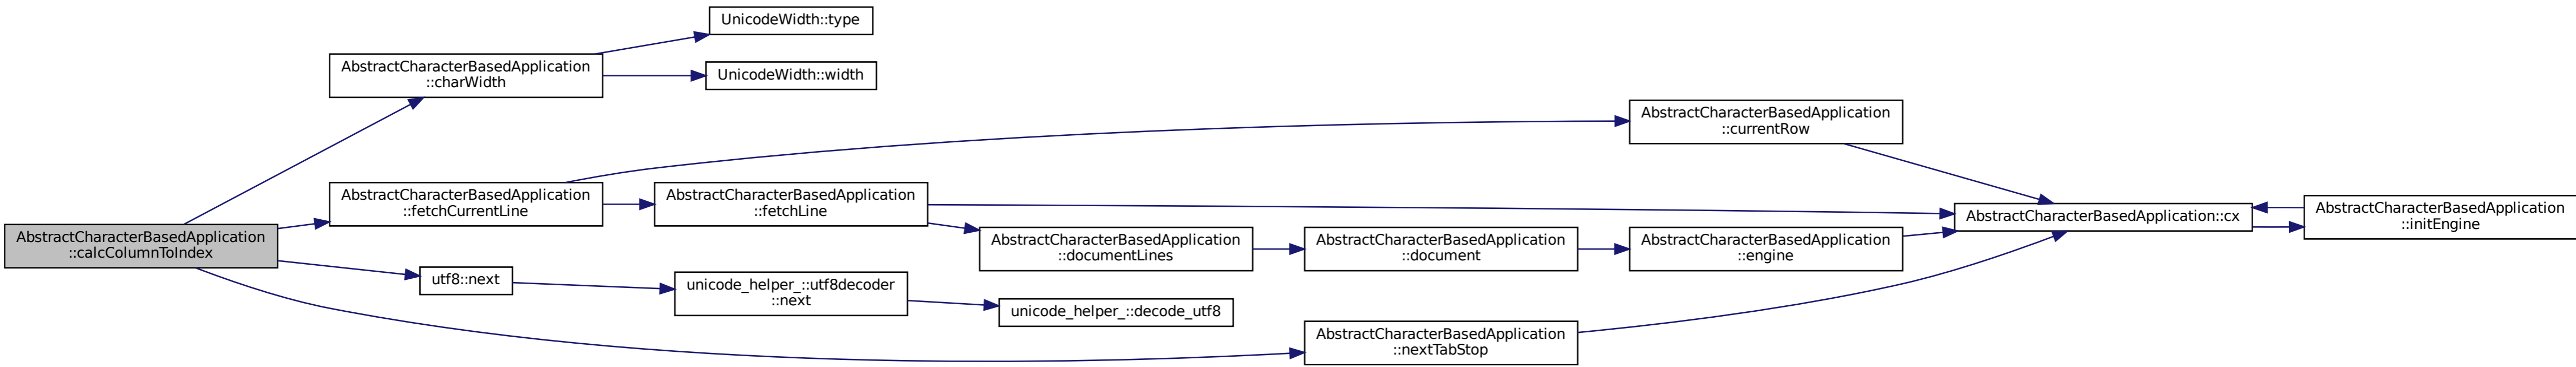 AbstractCharacterBasedApplication
::calcColumnToIndex
AbstractCharacterBasedApplication
::charWidth
UnicodeWidth::type
UnicodeWidth::width
AbstractCharacterBasedApplication
::fetchCurrentLine
AbstractCharacterBasedApplication
::fetchLine
AbstractCharacterBasedApplication
::documentLines
AbstractCharacterBasedApplication
::document
AbstractCharacterBasedApplication
::engine
AbstractCharacterBasedApplication
::currentRow
AbstractCharacterBasedApplication::cx
AbstractCharacterBasedApplication
::initEngine
utf8::next
unicode_helper_::utf8decoder
::next
unicode_helper_::decode_utf8
AbstractCharacterBasedApplication
::nextTabStop